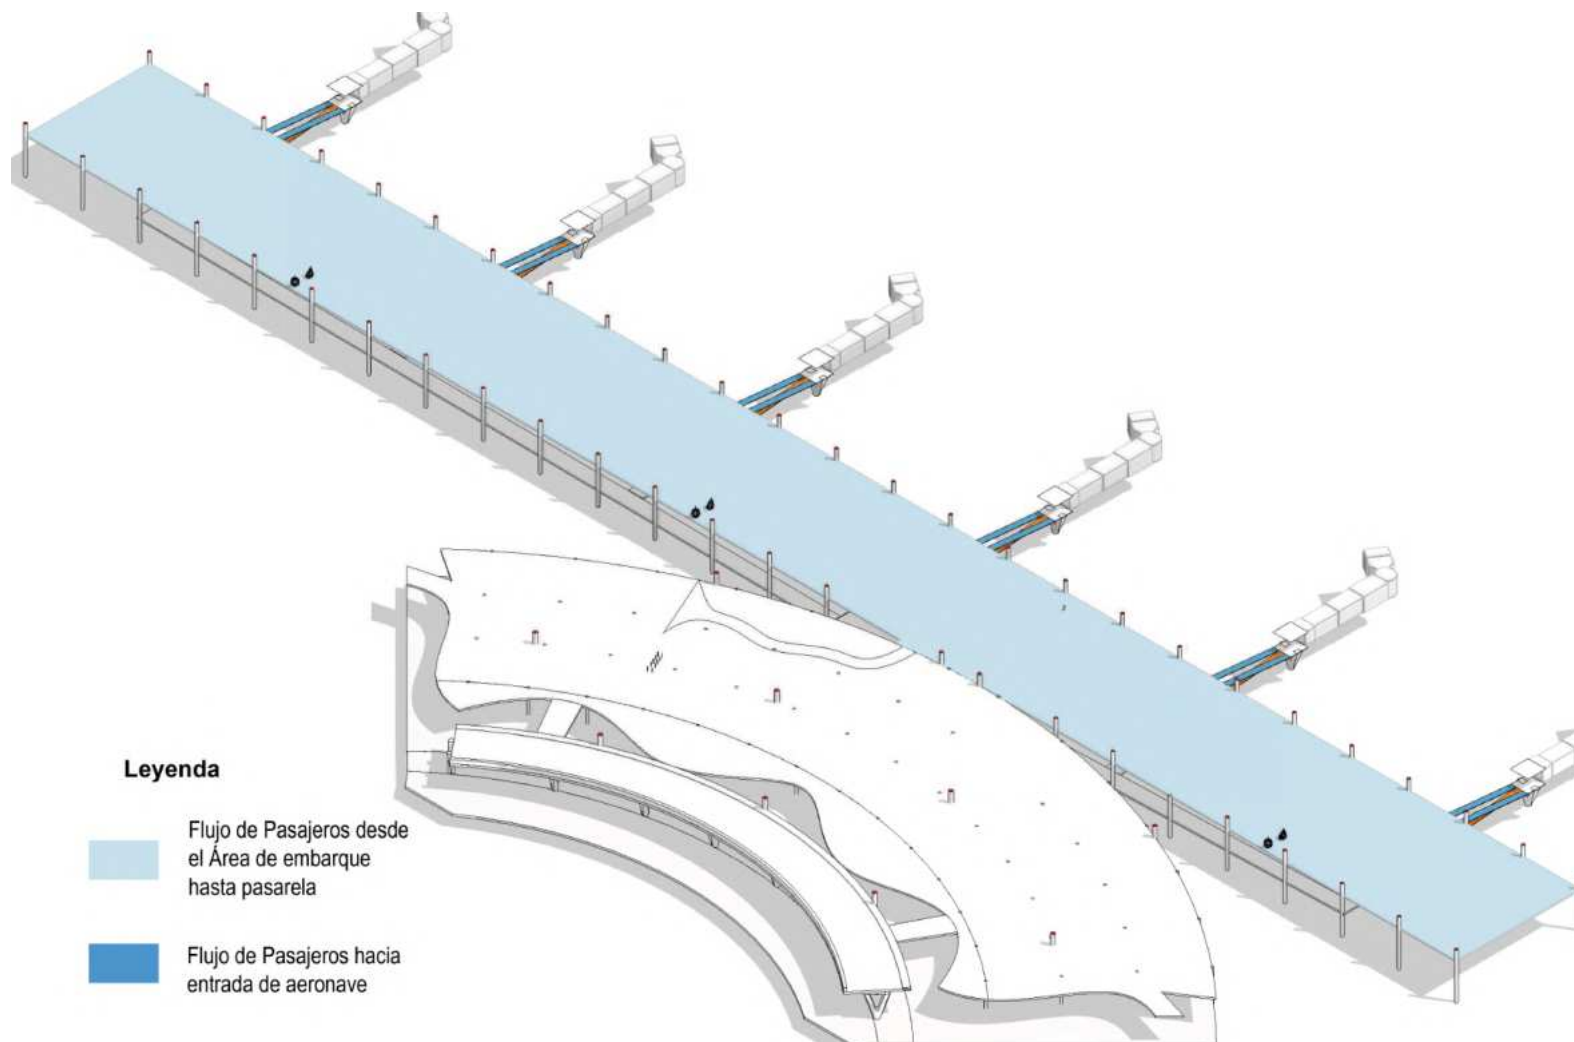 Leyenda
Flujo de Pasajeros desde
el Área de embarque
hasta pasarela
Flujo de Pasajeros hacia
entrada de aeronave